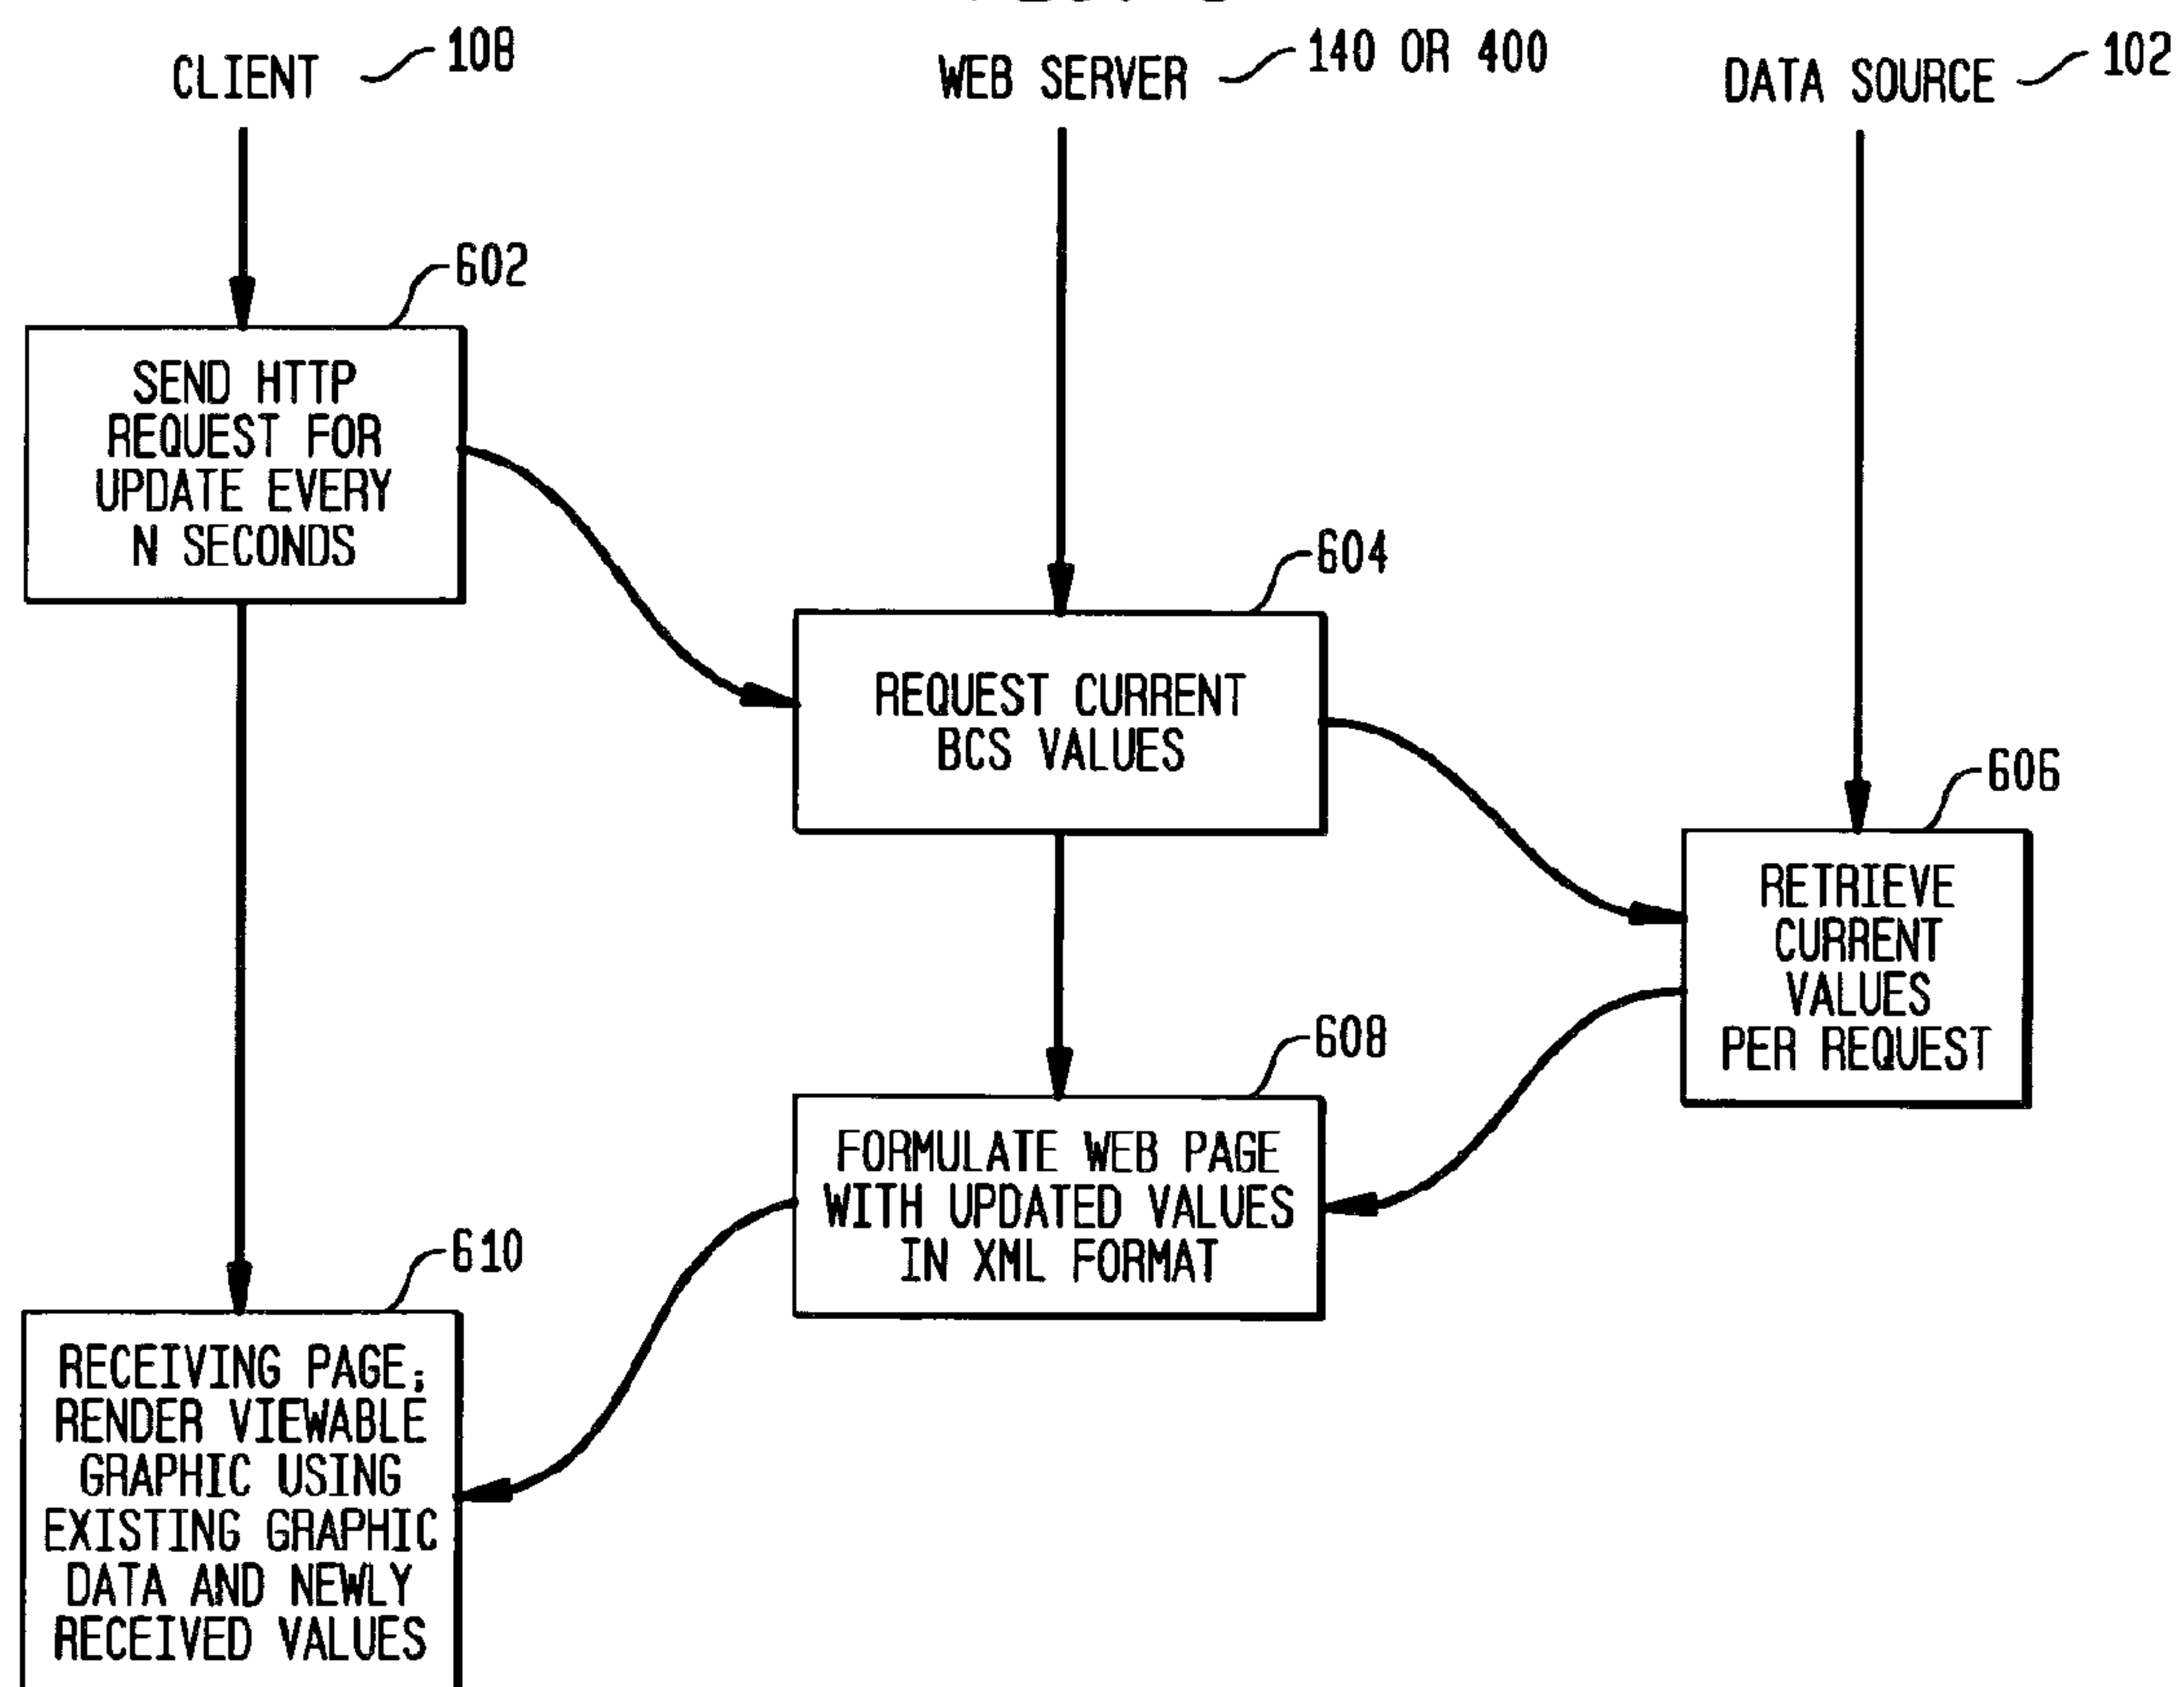 CLIENT 108
WEB SERVER 140 OR 400
DATA SOURCE 102
602
SEND HTTP
REQUEST FOR
UPDATE EVERY
N SECONDS
604
REQUEST CURRENT
BCS VALUES
606
RETRIEVE
CURRENT
VALUES
PER REQUEST
608
FORMULATE WEB PAGE
WITH UPDATED VALUES
IN XML FORMAT
610
RECEIVING PAGE;
RENDER VIEWABLE
GRAPHIC USING
EXISTING GRAPHIC
DATA AND NEWLY
RECEIVED VALUES